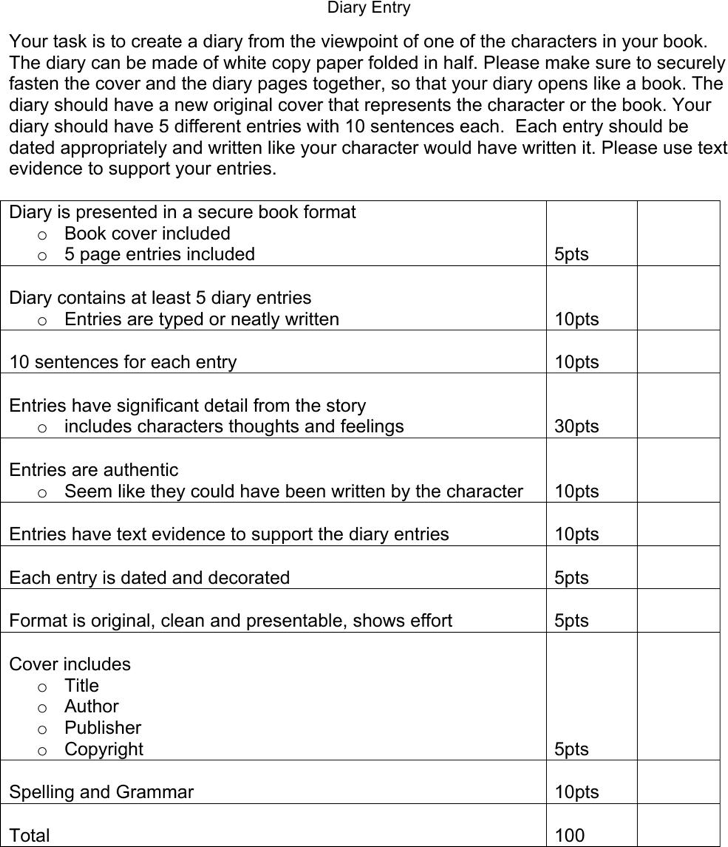 Diary Entry
Your task is to create a diary from the viewpoint of one of the characters in your book.
The diary can be made of white copy paper folded in half. Please make sure to securely
fasten the cover and the diary pages together, so that your diary opens like a book. The
diary should have a new original cover that represents the character or the book. Your
diary should have 5 different entries with 10 sentences each.  Each entry should be
dated appropriately and written like your character would have written it. Please use text
evidence to support your entries.
Diary is presented in a secure book format
o Book cover included
o 5 page entries included 5pts
Diary contains at least 5 diary entries
o Entries are typed or neatly written 10pts
10 sentences for each entry 10pts
Entries have significant detail from the story
o includes characters thoughts and feelings 30pts
Entries are authentic
o Seem like they could have been written by the character 10pts
Entries have text evidence to support the diary entries 10pts
Each entry is dated and decorated 5pts
Format is original, clean and presentable, shows effort 5pts
Cover includes
o Title
o Author
o Publisher
o Copyright 5pts
Spelling and Grammar 10pts
Total 100